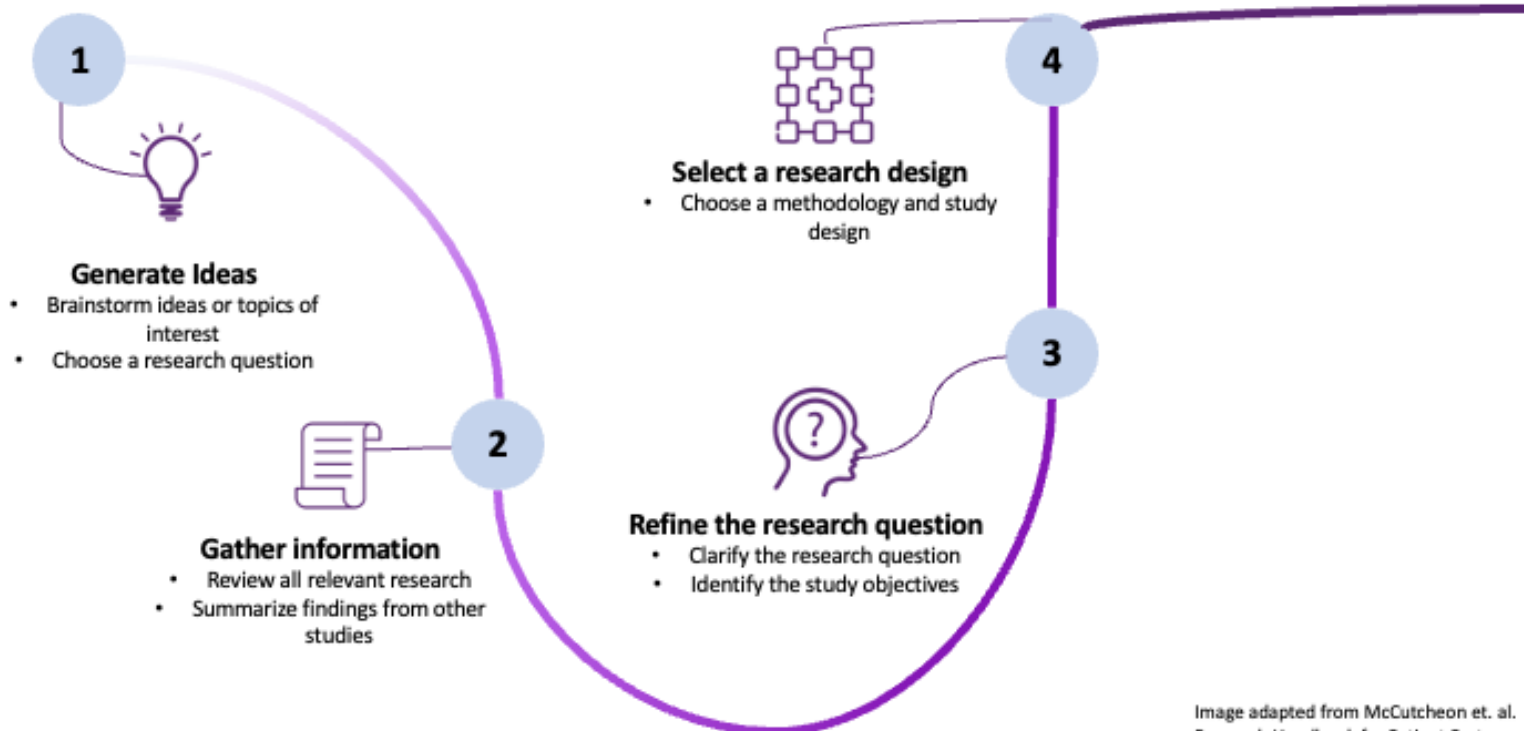 1
Generate Ideas
• Brainstorm ideas or topics of
interest
• Choose a research question
2
Gather information
• Review all relevant research
• Summarize findings from other
studies
3
?
Refine the research question
• Clarify the research question
• Identify the study objectives
4
Select a research design
• Choose a methodology and study
design
Image adapted from McCutcheon et. al.